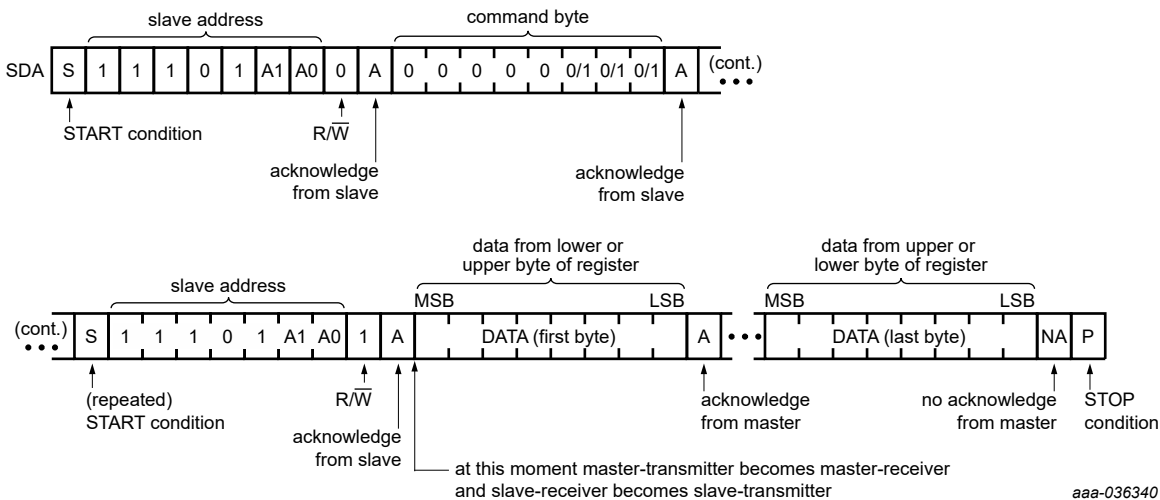 slave address
command byte
SDA S 1 1 1 0 1 A1 A0 0 A 0 0 0 0 0 0/1 0/1 0/1 A (cont.)
START condition
R/W̅
acknowledge
from slave
acknowledge
from slave
data from lower or
upper byte of register
data from upper or
lower byte of register
slave address
MSB LSB MSB LSB
(cont.) S 1 1 1 0 1 A1 A0 1 A DATA (first byte) A DATA (last byte) NA P
(repeated)
START condition
R/W̅
acknowledge
from slave
acknowledge
from master
no acknowledge
from master
STOP
condition
at this moment master-transmitter becomes master-receiver
and slave-receiver becomes slave-transmitter
aaa-036340